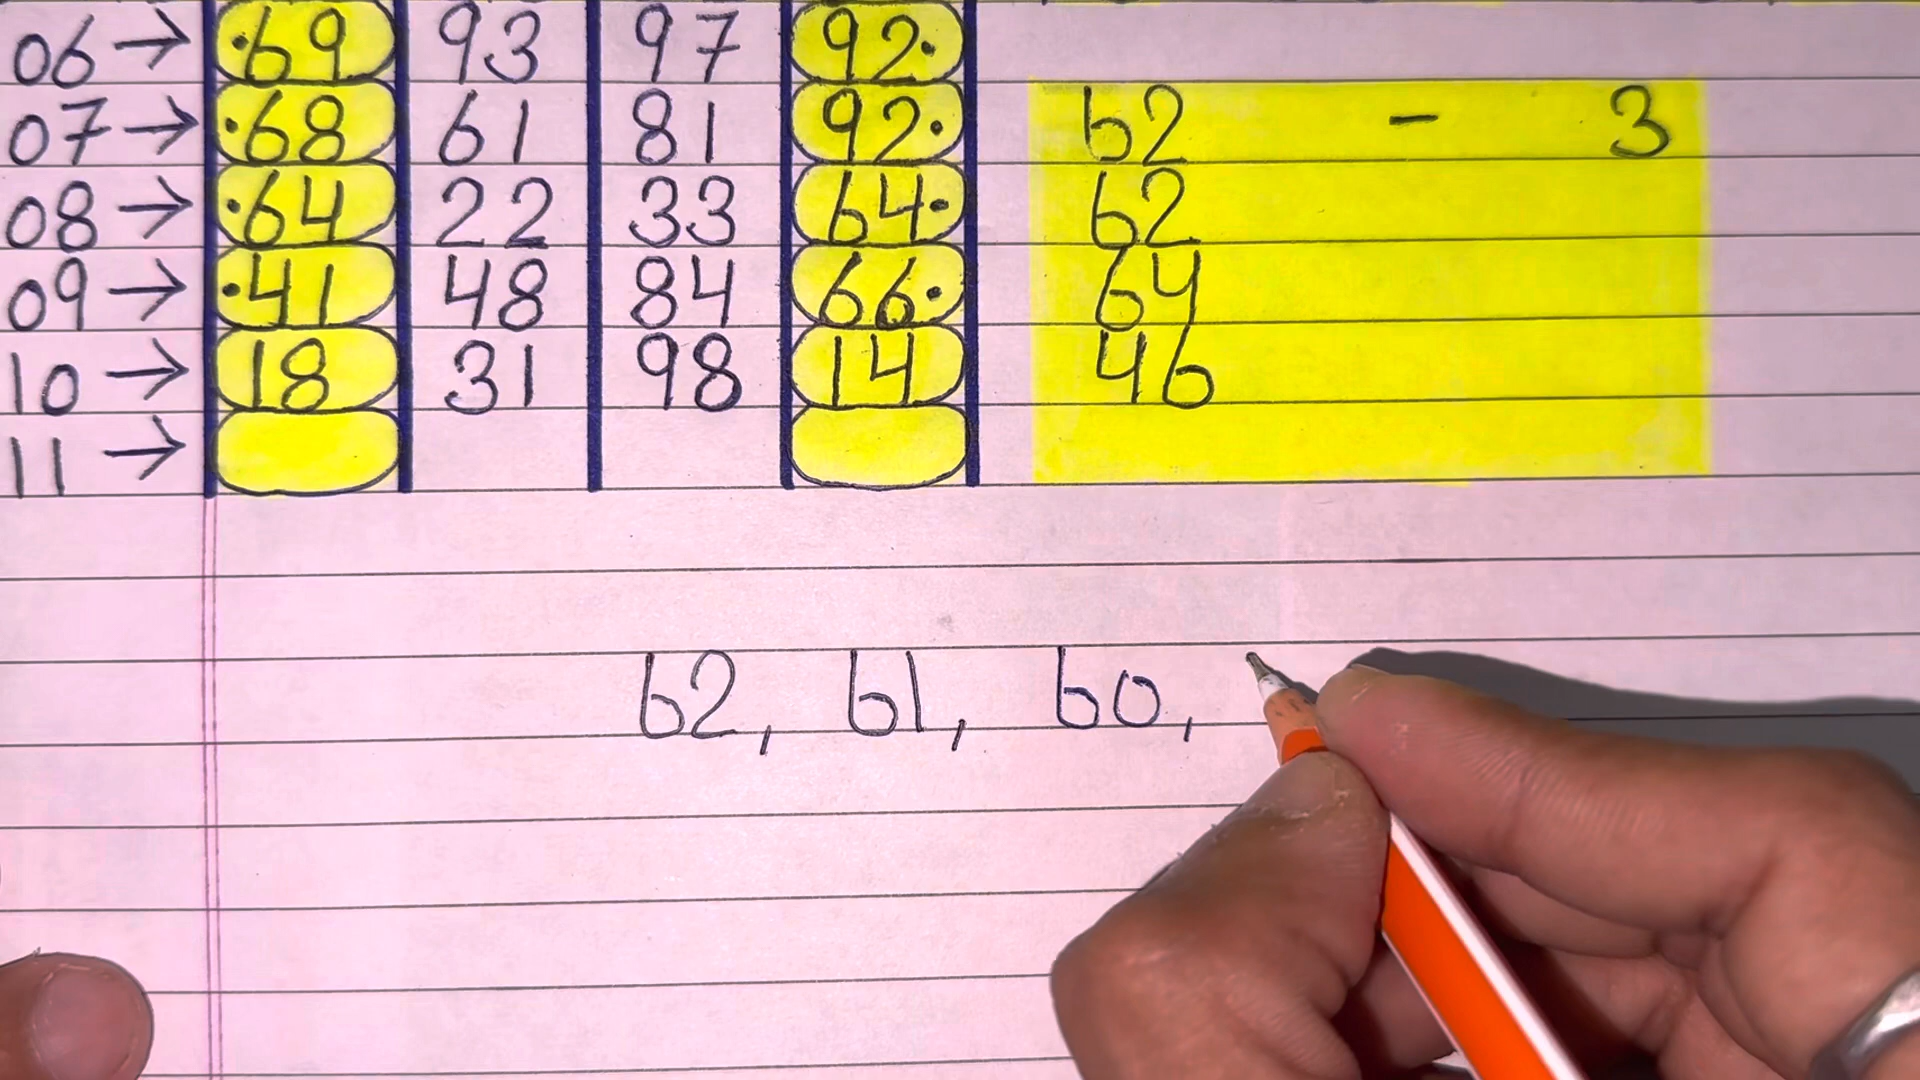 06 → .69 93 97 92.
07 → .68 61 81 92. 62 - 3
08 → .64 22 33 64. 62
09 → .41 48 84 66. 64
10 → 18 31 98 14 46
11 →
62, 61, 60,